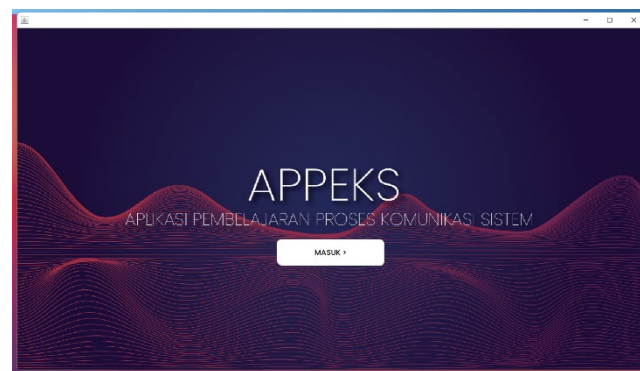 APPEKS
APLIKASI PEMBELAJARAN PROSES KOMUNIKASI SISTEM
MASUK >